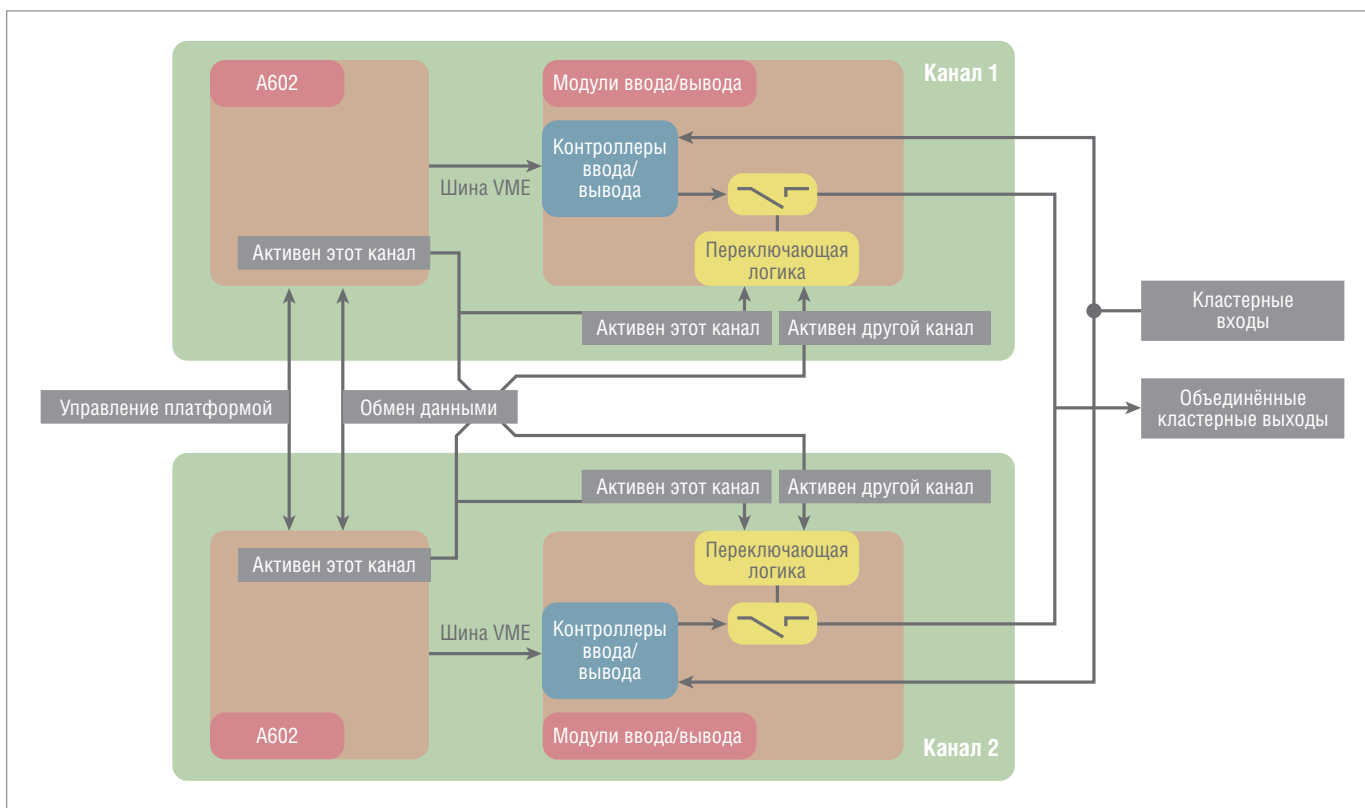 Канал 1
А602
Модули ввода/вывода
Контроллеры
ввода/
вывода
Шина VME
Активен этот канал
Переключающая
логика
Активен этот канал
Активен другой канал
Кластерные
входы
Управление платформой
Обмен данными
Объединённые
кластерные выходы
Активен этот канал
Активен другой канал
Активен этот канал
Переключающая
логика
Шина VME
Контроллеры
ввода/
вывода
А602
Модули ввода/вывода
Канал 2